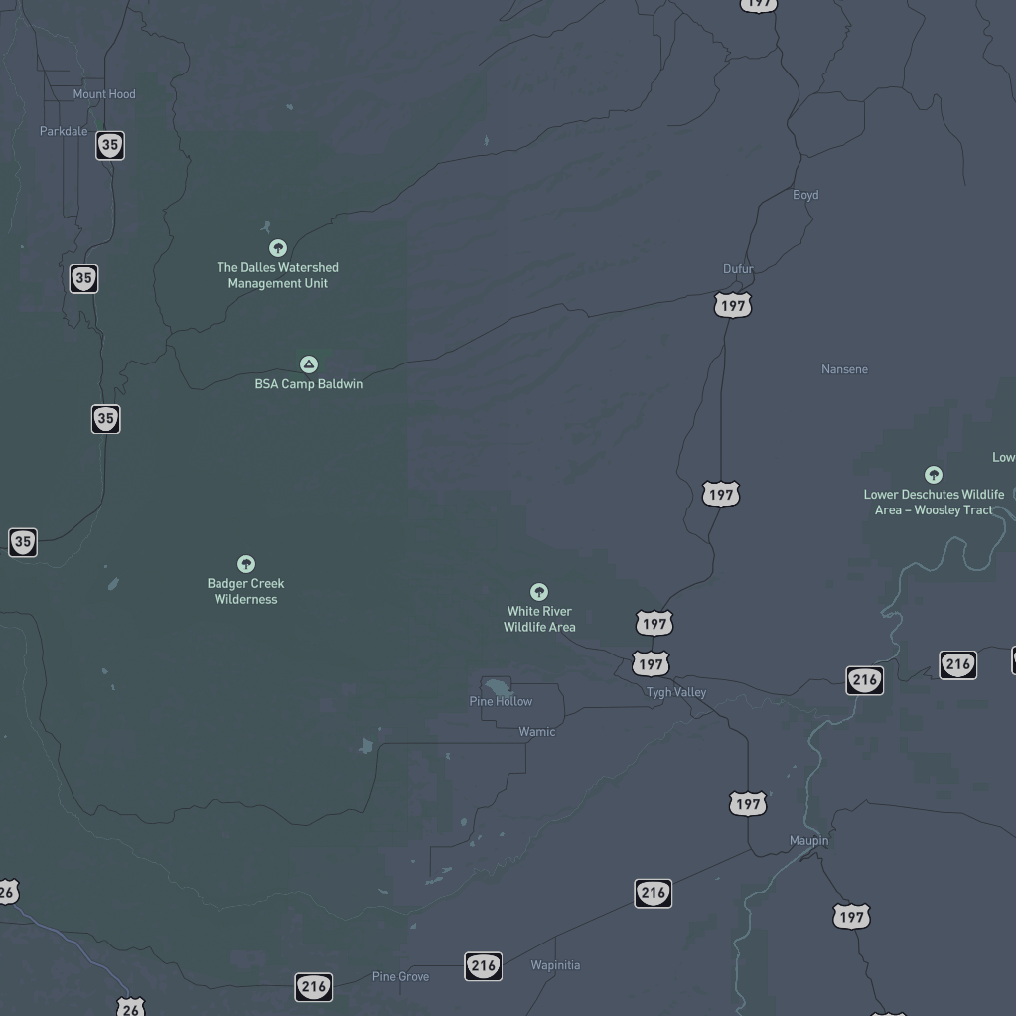 197
Mount Hood
Parkdale
35
Boyd
The Dalles Watershed
Management Unit
Dufur
35
197
BSA Camp Baldwin
Nansene
35
Low
197
Lower Deschutes Wildlife
Area – Woosley Tract
35
Badger Creek
Wilderness
White River
Wildlife Area
197
197
216
216
Tygh Valley
Pine Hollow
Wamic
197
Maupin
26
216
197
216
Wapinitia
Pine Grove
216
26